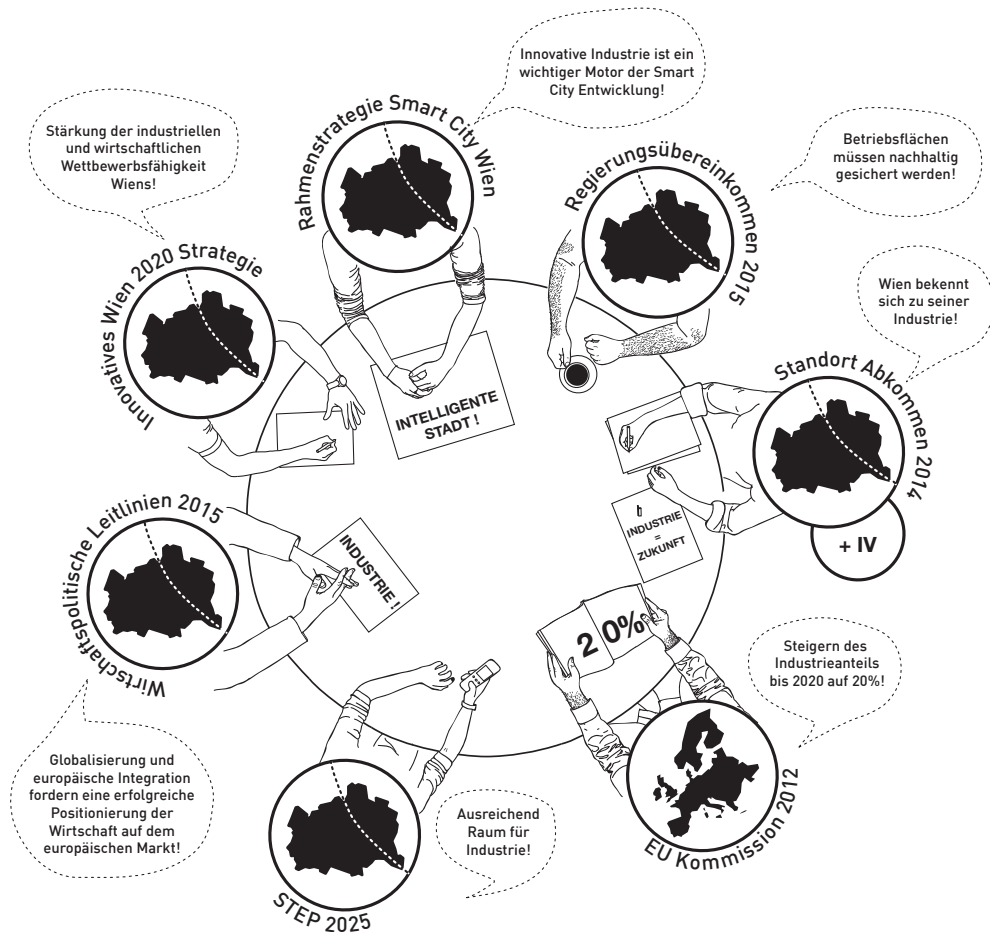 Innovative Industrie ist ein
wichtiger Motor der Smart
City Entwicklung!
Rahmenstrategie Smart City Wien
Stärkung der industriellen
und wirtschaftlichen
Wettbewerbsfähigkeit
Wiens!
Innovatives Wien 2020 Strategie
Betriebsflächen
müssen nachhaltig
gesichert werden!
Regierungsübereinkommen 2015
Wien bekennt
sich zu seiner
Industrie!
Standort Abkommen 2014
+ IV
INTELLIGENTE
STADT !
INDUSTRIE
=
ZUKUNFT
INDUSTRIE !
20%
Wirtschaftspolitische Leitlinien 2015
Globalisierung und
europäische Integration
fordern eine erfolgreiche
Positionierung der
Wirtschaft auf dem
europäischen Markt!
Steigern des
Industrieanteils
bis 2020 auf 20%!
EU Kommission 2012
Ausreichend
Raum für
Industrie!
STEP 2025